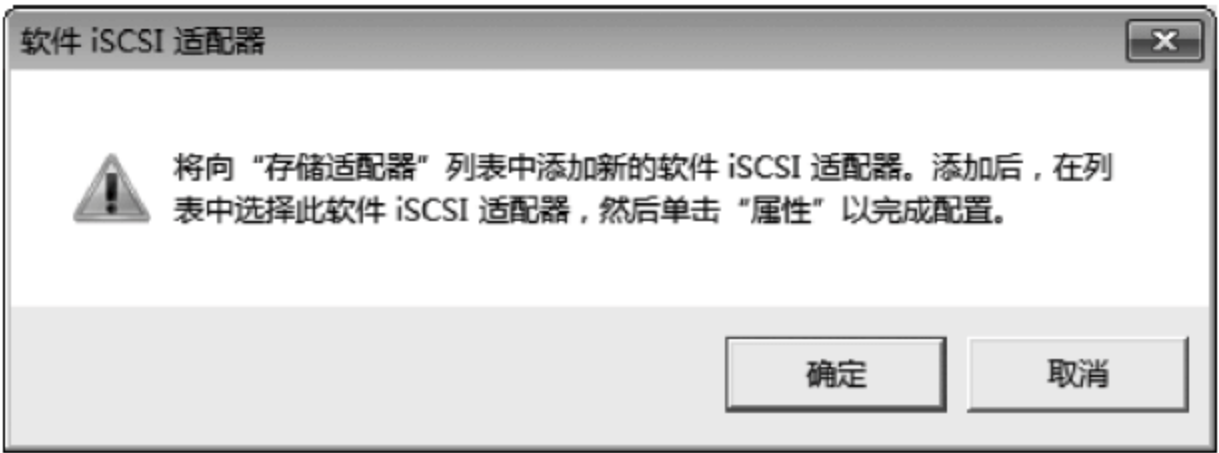 软件 iSCSI 适配器
将向“存储适配器”列表中添加新的软件 iSCSI 适配器。添加后，在列
表中选择此软件 iSCSI 适配器，然后单击“属性”以完成配置。
确定
取消